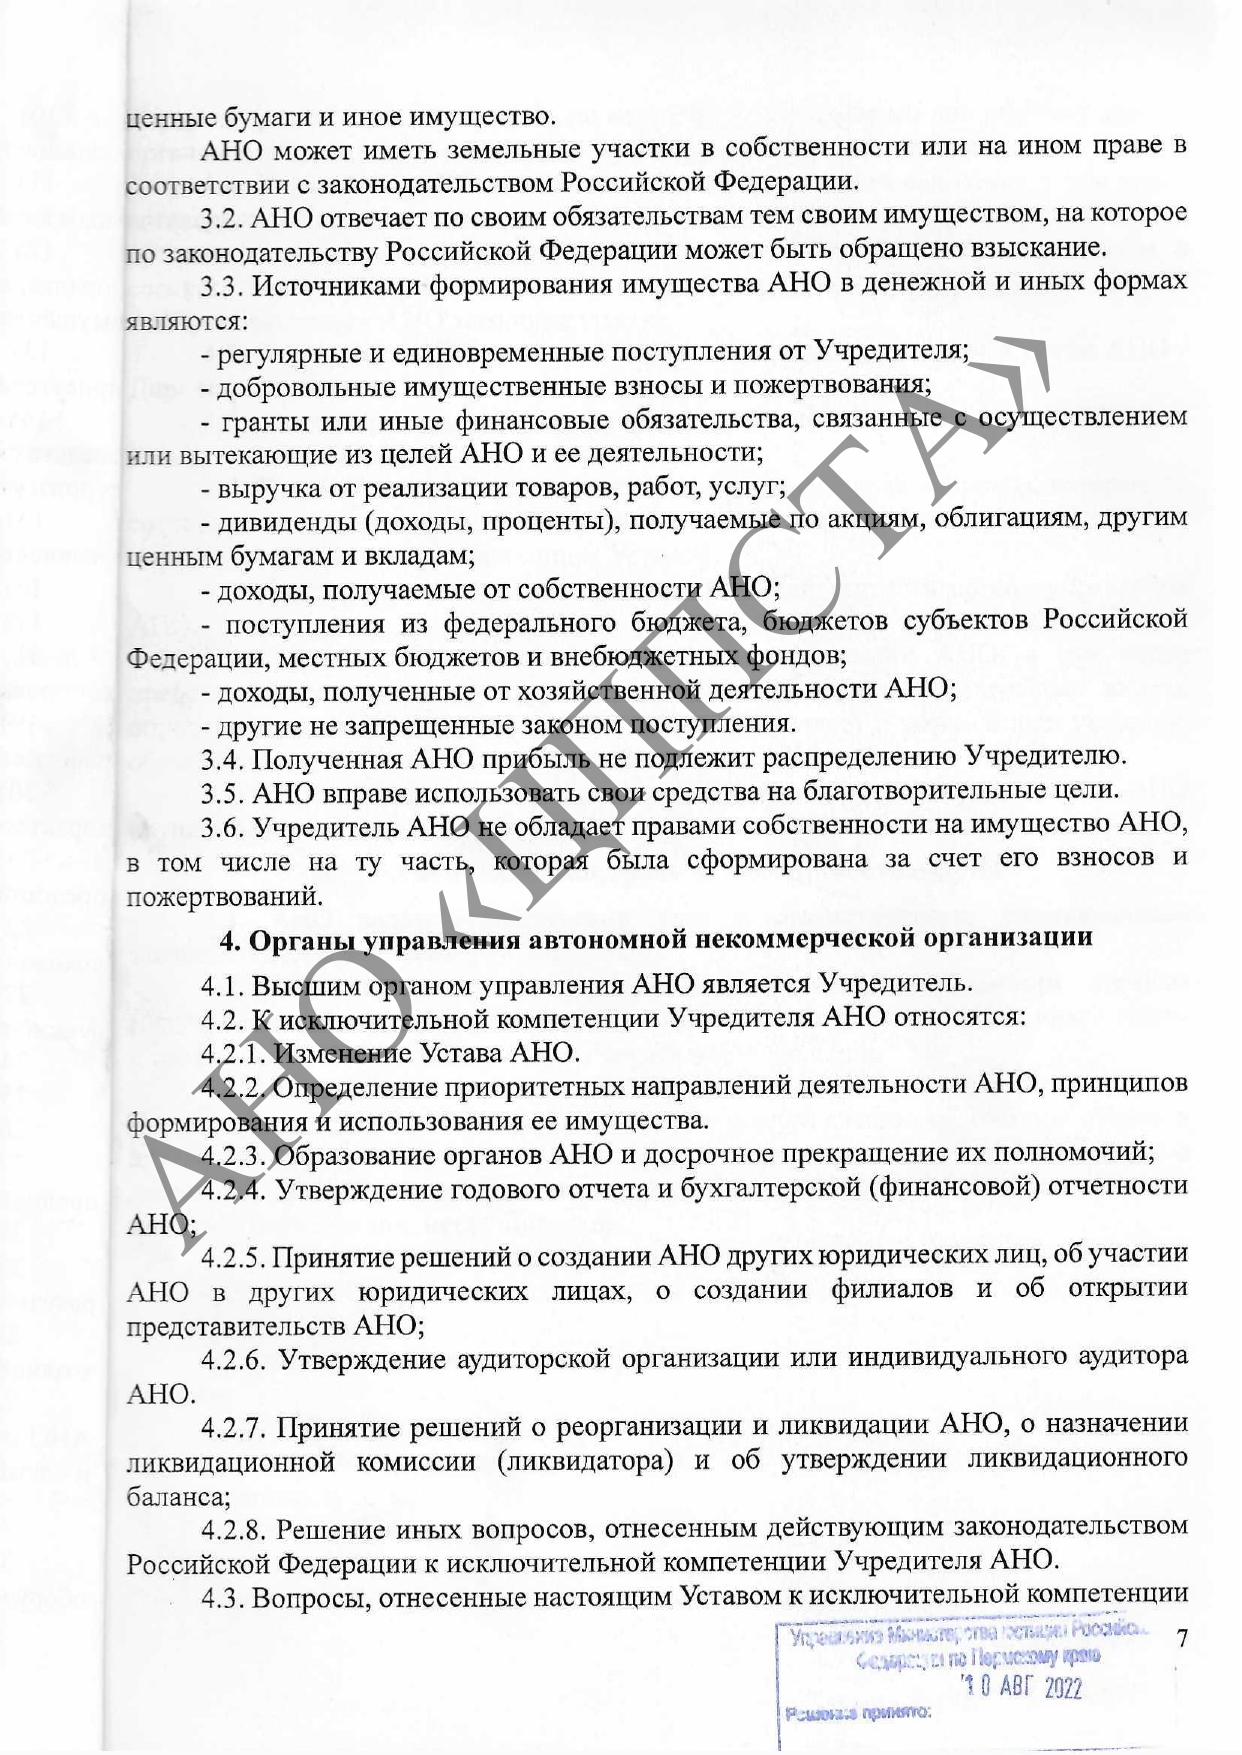 ценные бумаги и иное имущество.
АНО может иметь земельные участки в собственности или на ином праве в
соответствии с законодательством Российской Федерации.
3.2. АНО отвечает по своим обязательствам тем своим имуществом, на которое
по законодательству Российской Федерации может быть обращено взыскание.
3.3. Источниками формирования имущества АНО в денежной и иных формах
являются:
- регулярные и единовременные поступления от Учредителя;
- добровольные имущественные взносы и пожертвования;
- гранты или иные финансовые обязательства, связанные с осуществлением
или вытекающие из целей АНО и ее деятельности;
- выручка от реализации товаров, работ, услуг;
- дивиденды (доходы, проценты), получаемые по акциям, облигациям, другим
ценным бумагам и вкладам;
- доходы, получаемые от собственности АНО;
- поступления из федерального бюджета, бюджетов субъектов Российской
Федерации, местных бюджетов и внебюджетных фондов;
- доходы, полученные от хозяйственной деятельности АНО;
- другие не запрещенные законом поступления.
3.4. Полученная АНО прибыль не подлежит распределению Учредителю.
3.5. АНО вправе использовать свои средства на благотворительные цели.
3.6. Учредитель АНО не обладает правами собственности на имущество АНО,
в том числе на ту часть, которая была сформирована за счет его взносов и
пожертвований.
4. Органы управления автономной некоммерческой организации
4.1. Высшим органом управления АНО является Учредитель.
4.2. К исключительной компетенции Учредителя АНО относятся:
4.2.1. Изменение Устава АНО.
4.2.2. Определение приоритетных направлений деятельности АНО, принципов
формирования и использования ее имущества.
4.2.3. Образование органов АНО и досрочное прекращение их полномочий;
4.2.4. Утверждение годового отчета и бухгалтерской (финансовой) отчетности
АНО;
4.2.5. Принятие решений о создании АНО других юридических лиц, об участии
АНО в других юридических лицах, о создании филиалов и об открытии
представительств АНО;
4.2.6. Утверждение аудиторской организации или индивидуального аудитора
АНО.
4.2.7. Принятие решений о реорганизации и ликвидации АНО, о назначении
ликвидационной комиссии (ликвидатора) и об утверждении ликвидационного
баланса;
4.2.8. Решение иных вопросов, отнесенным действующим законодательством
Российской Федерации к исключительной компетенции Учредителя АНО.
4.3. Вопросы, отнесенные настоящим Уставом к исключительной компетенции
7
Управление Министерства юстиции Российс
Федерации по Пермскому краю
10 АВГ 2022
Решение принято:
АНО «ЦППСТА»